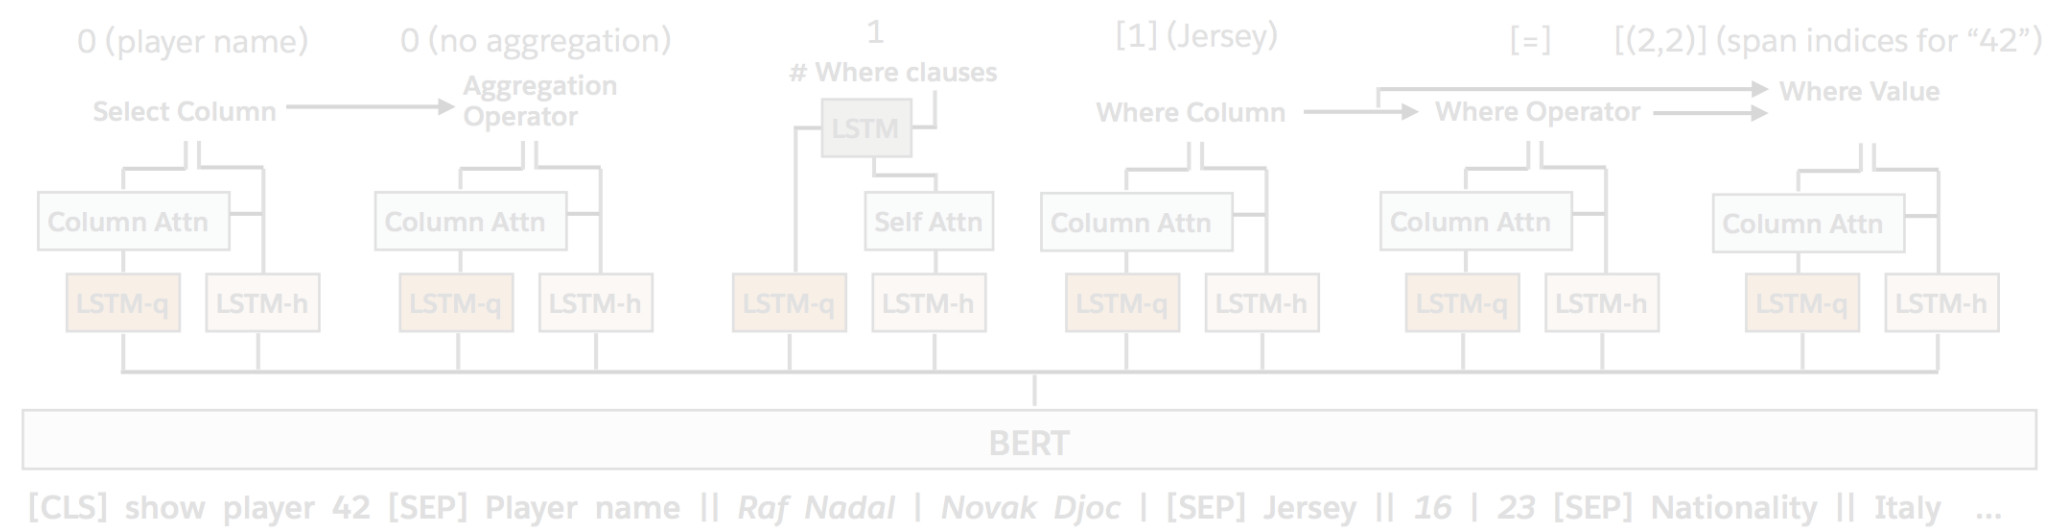 0 (player name) 0 (no aggregation) 1 [1] (Jersey) [=] [(2,2)] (span indices for “42”)
Select Column Aggregation Operator # Where clauses Where Column Where Operator Where Value
LSTM
Column Attn Column Attn Self Attn Column Attn Column Attn Column Attn
LSTM-q LSTM-h LSTM-q LSTM-h LSTM-q LSTM-h LSTM-q LSTM-h LSTM-q LSTM-h LSTM-q LSTM-h
BERT
[CLS] show player 42 [SEP] Player name || Raf Nadal | Novak Djoc | [SEP] Jersey || 16 | 23 [SEP] Nationality || Italy ...